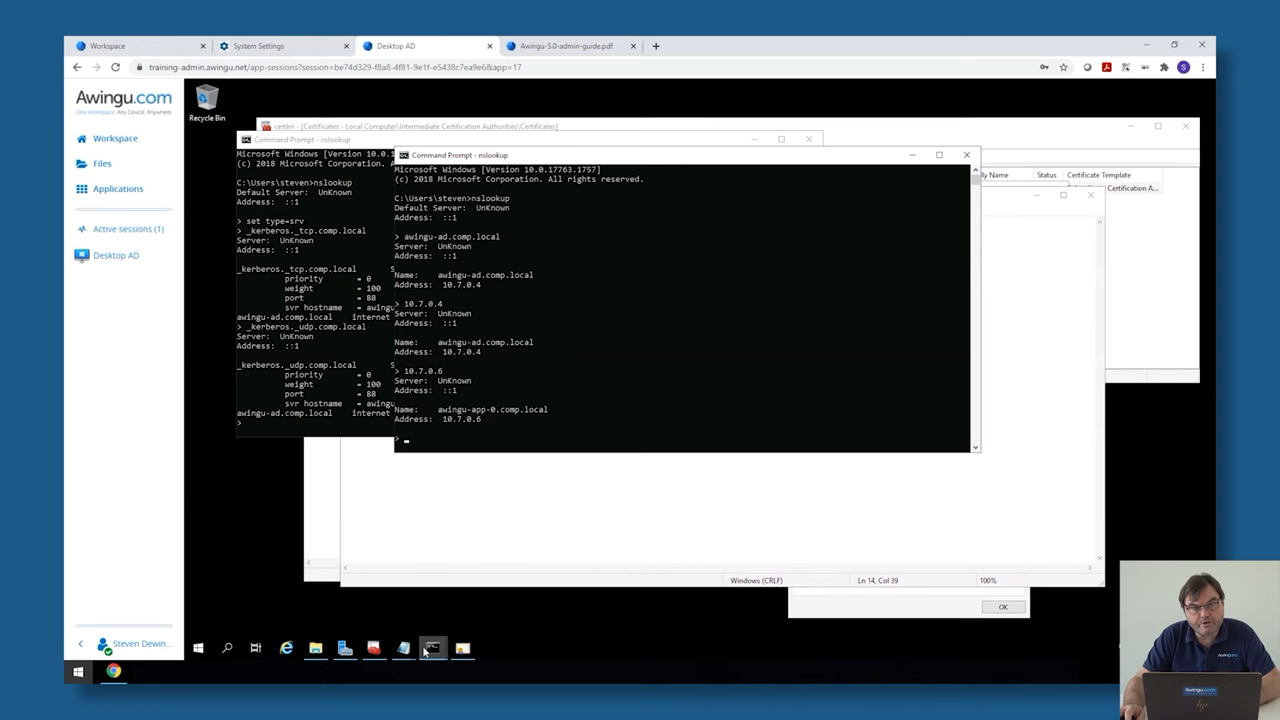 Workspace
System Settings
Desktop AD
Awingu-5.0-admin-guide.pdf
training-admin.awingu.net/app-sessions?session=be74d329-f8a8-4f81-9e1f-e5438c7ea9e6&app=17
S
Awingu.com
One Workspace. Any Device. Anywhere
Workspace
Files
Applications
Active sessions (1)
Desktop AD
Steven Dewin...
Recycle Bin
certlm - [Certificates - Local Computer\Intermediate Certification Authorities\Certificates]
Status
Certificate Template
Command Prompt - nslookup
Microsoft Windows [Version 10.0.1
(c) 2018 Microsoft Corporation. A
C:\Users\steven>nslookup
Default Server:  UnKnown
Address:  ::1
> set type=srv
> _kerberos._tcp.comp.local
Server:  UnKnown
Address:  ::1
_kerberos._tcp.comp.local       S
priority       = 0
weight         = 100
port           = 88
svr hostname   = awingu
awingu-ad.comp.local    internet
> _kerberos._udp.comp.local
Server:  UnKnown
Address:  ::1
_kerberos._udp.comp.local       S
priority       = 0
weight         = 100
port           = 88
svr hostname   = awingu
awingu-ad.comp.local    internet
>
Command Prompt - nslookup
Microsoft Windows [Version 10.0.17763.1757]
(c) 2018 Microsoft Corporation. All rights reserved.
C:\Users\steven>nslookup
Default Server:  UnKnown
Address:  ::1
> awingu-ad.comp.local
Server:  UnKnown
Address:  ::1
Name:    awingu-ad.comp.local
Address:  10.7.0.4
> 10.7.0.4
Server:  UnKnown
Address:  ::1
Name:    awingu-ad.comp.local
Address:  10.7.0.4
> 10.7.0.6
Server:  UnKnown
Address:  ::1
Name:    awingu-app-0.comp.local
Address:  10.7.0.6
>
Windows (CRLF)
Ln 14, Col 39
100%
OK
Awingu